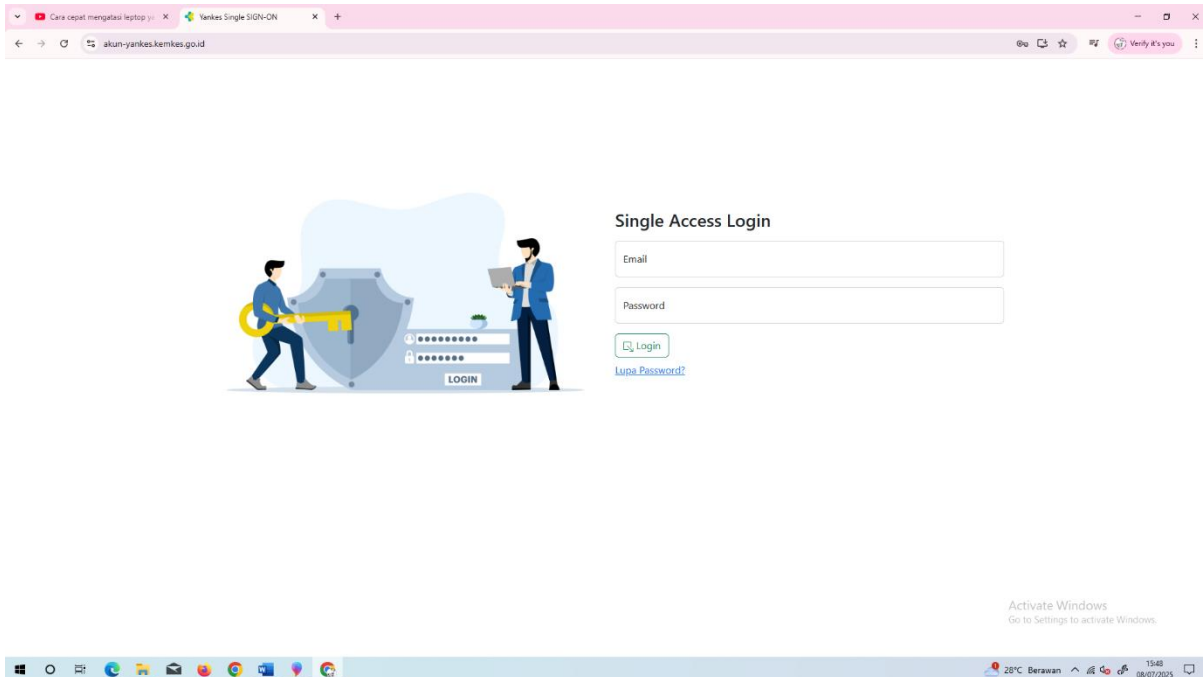 Cara cepat mengatasi leptop y
Yankes Single SIGN-ON
akun-yankes.kemkes.go.id
Verify it's you
Single Access Login
Email
Password
Login
Lupa Password?
LOGIN
Activate Windows
Go to Settings to activate Windows.
28°C Berawan
15:48
08/07/2025